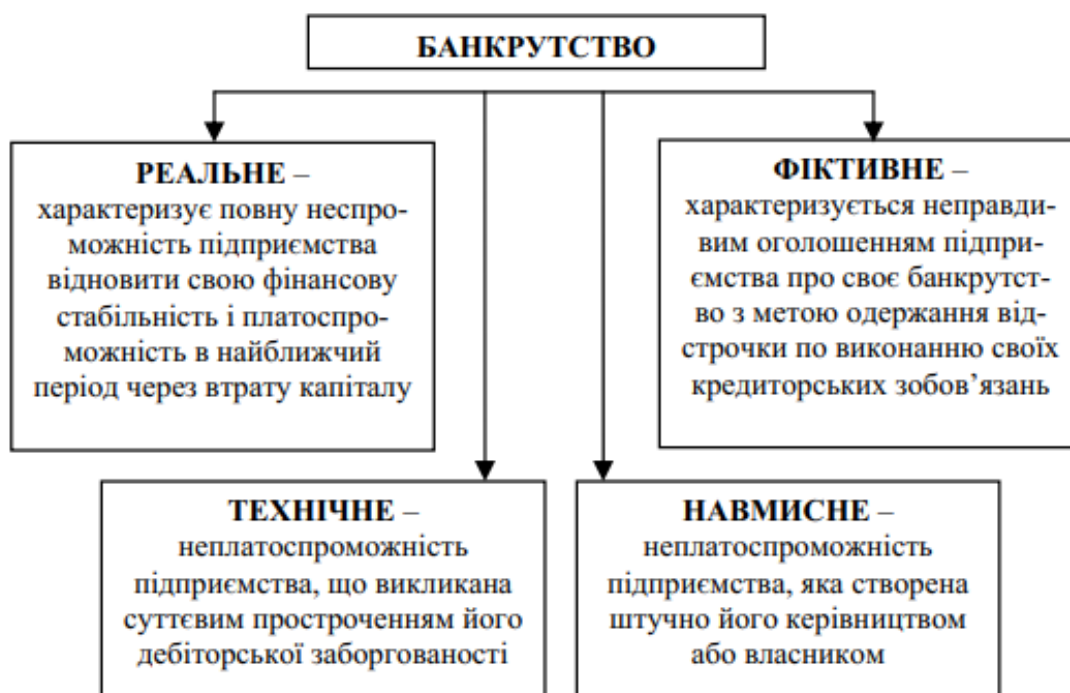 БАНКРУТСТВО
РЕАЛЬНЕ –
характеризує повну неспро-
можність підприємства
відновити свою фінансову
стабільність і платоспро-
можність в найближчий
період через втрату капіталу
ФІКТИВНЕ –
характеризується неправди-
вим оголошенням підпри-
ємства про своє банкрутст-
во з метою одержання від-
строчки по виконанню своїх
кредиторських зобов’язань
ТЕХНІЧНЕ –
неплатоспроможність
підприємства, що викликана
суттєвим простроченням його
дебіторської заборгованості
НАВМИСНЕ –
неплатоспроможність
підприємства, яка створена
штучно його керівництвом
або власником